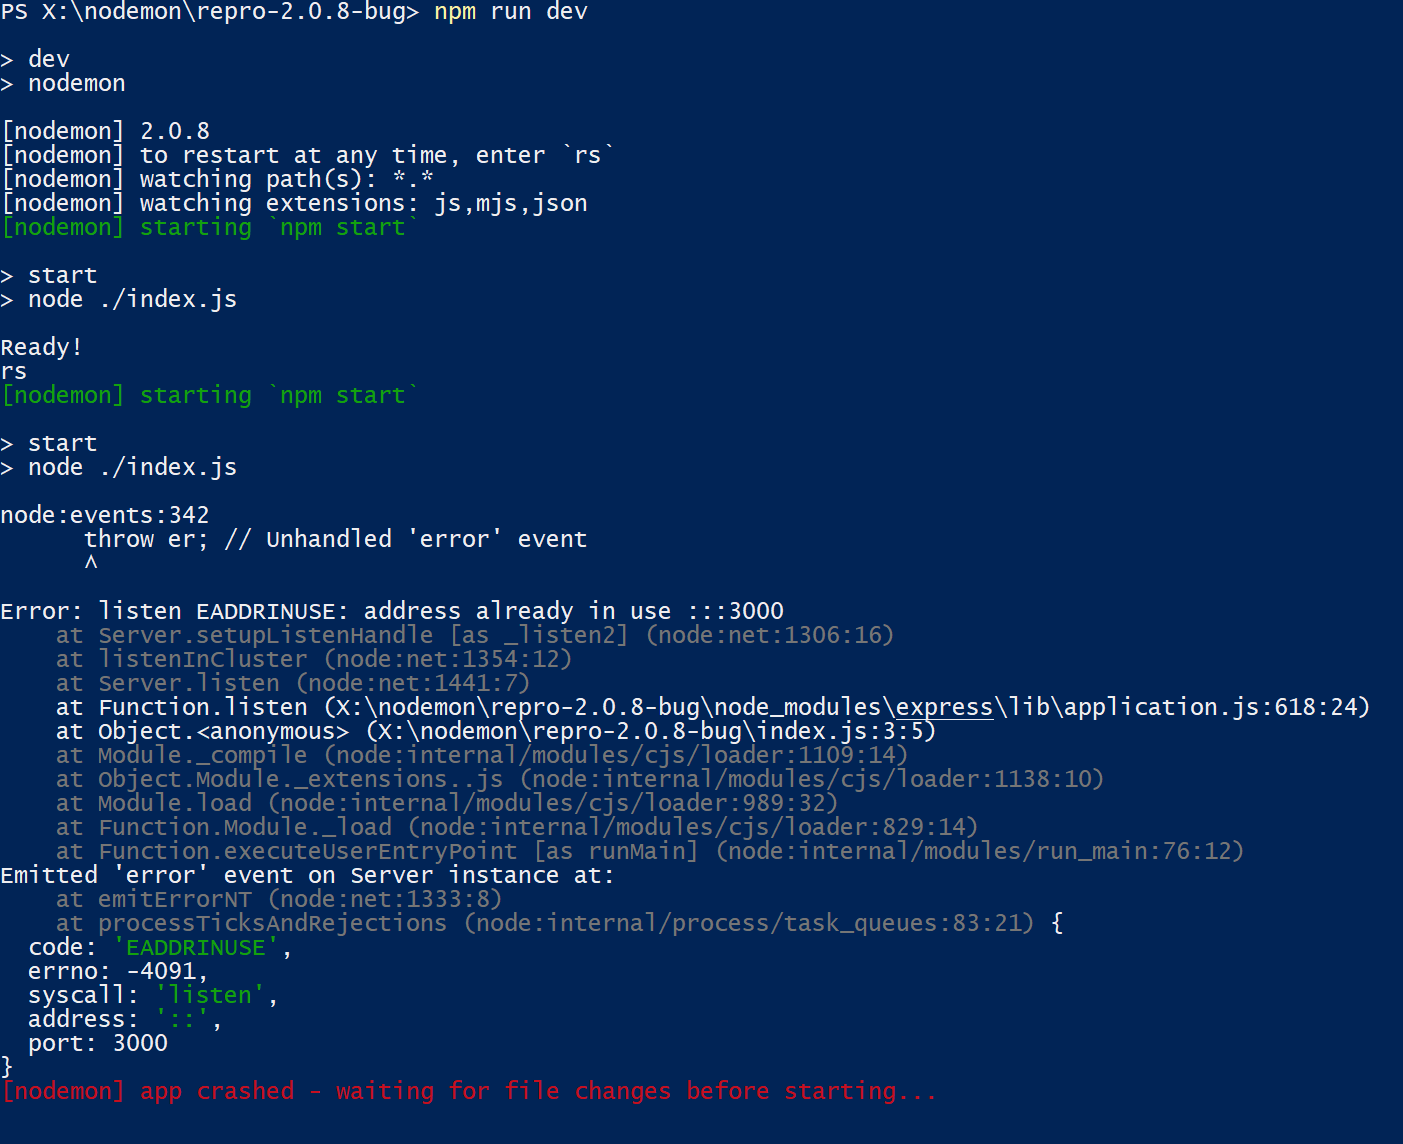 PS X:\nodemon\repro-2.0.8-bug> npm run dev
> dev
> nodemon
[nodemon] 2.0.8
[nodemon] to restart at any time, enter `rs`
[nodemon] watching path(s): *.*
[nodemon] watching extensions: js,mjs,json
[nodemon] starting `npm start`
> start
> node ./index.js
Ready!
rs
[nodemon] starting `npm start`
> start
> node ./index.js
node:events:342
      throw er; // Unhandled 'error' event
      ^
Error: listen EADDRINUSE: address already in use :::3000
    at Server.setupListenHandle [as _listen2] (node:net:1306:16)
    at listenInCluster (node:net:1354:12)
    at Server.listen (node:net:1441:7)
    at Function.listen (X:\nodemon\repro-2.0.8-bug\node_modules\express\lib\application.js:618:24)
    at Object.<anonymous> (X:\nodemon\repro-2.0.8-bug\index.js:3:5)
    at Module._compile (node:internal/modules/cjs/loader:1109:14)
    at Object.Module._extensions..js (node:internal/modules/cjs/loader:1138:10)
    at Module.load (node:internal/modules/cjs/loader:989:32)
    at Function.Module._load (node:internal/modules/cjs/loader:829:14)
    at Function.executeUserEntryPoint [as runMain] (node:internal/modules/run_main:76:12)
Emitted 'error' event on Server instance at:
    at emitErrorNT (node:net:1333:8)
    at processTicksAndRejections (node:internal/process/task_queues:83:21) {
  code: 'EADDRINUSE',
  errno: -4091,
  syscall: 'listen',
  address: '::',
  port: 3000
}
[nodemon] app crashed - waiting for file changes before starting...